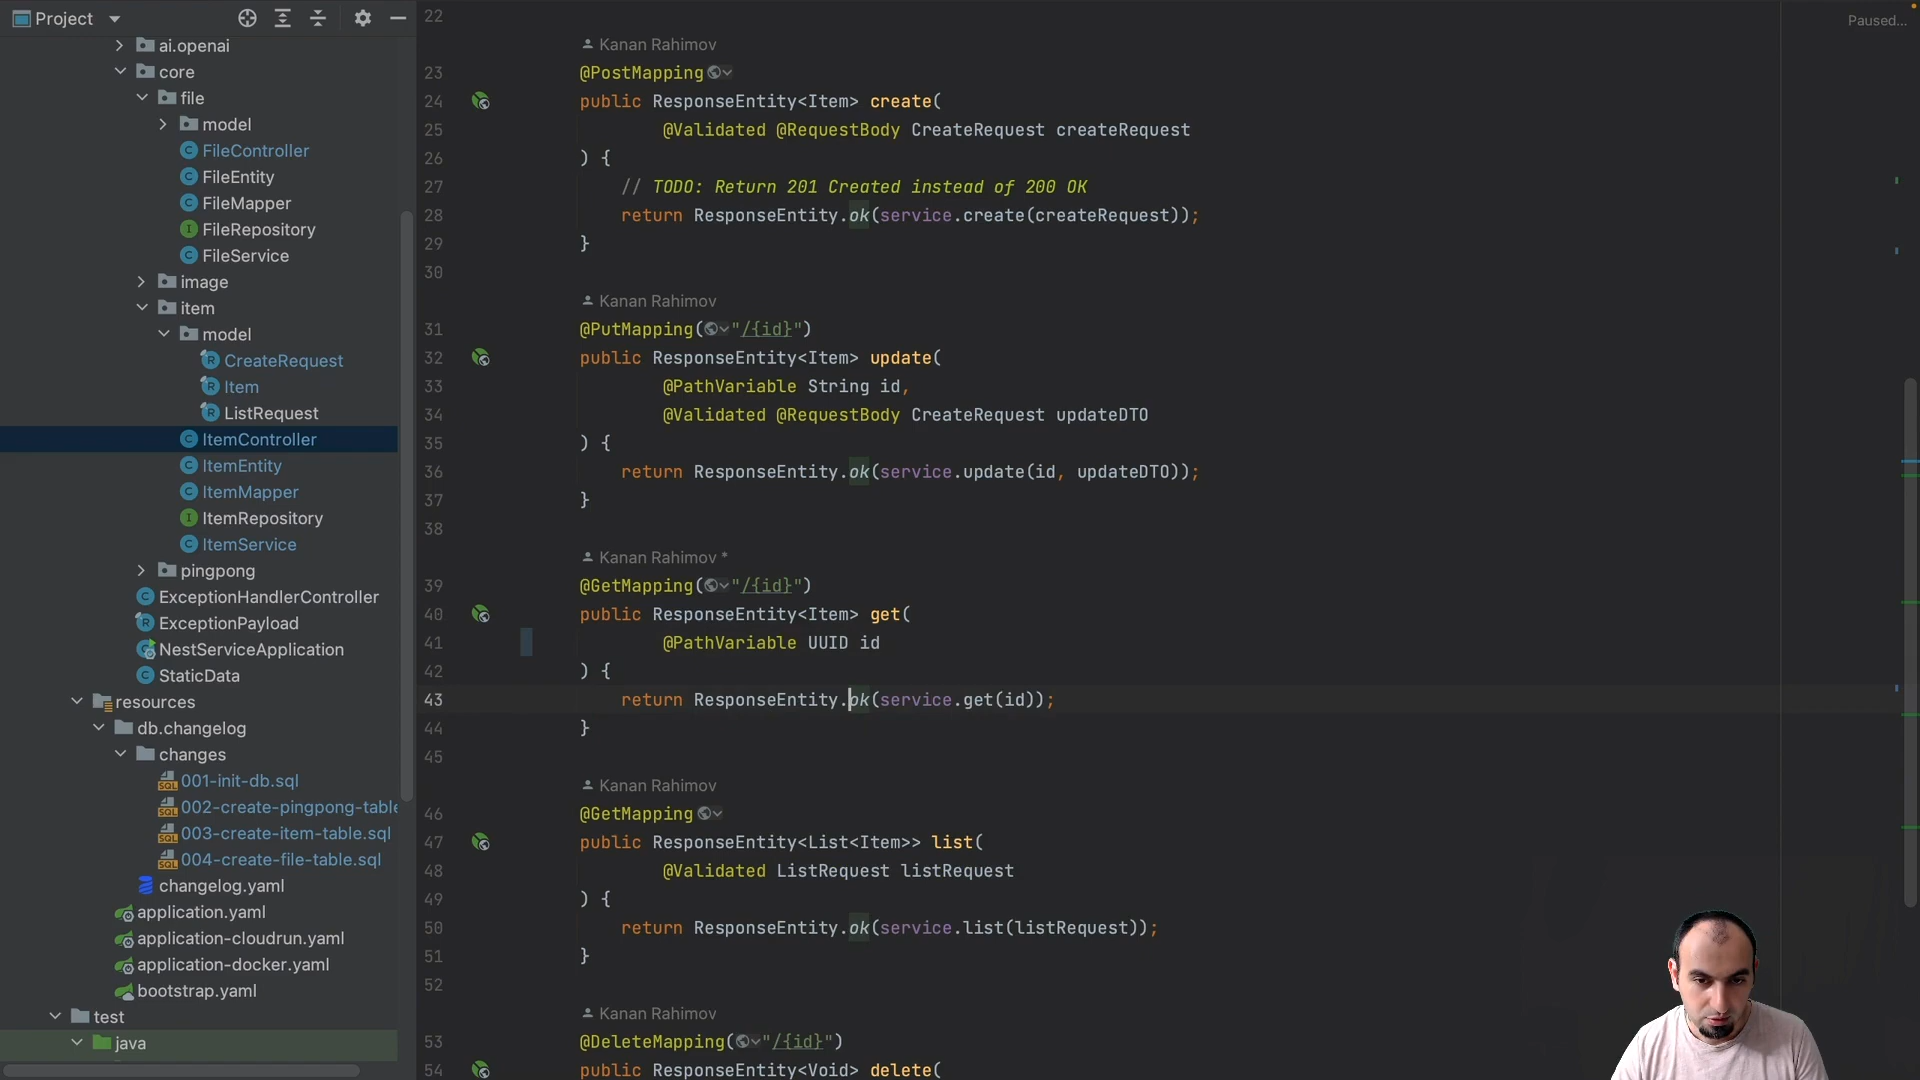 Project
ai.openai
core
file
model
FileController
FileEntity
FileMapper
FileRepository
FileService
image
item
model
CreateRequest
Item
ListRequest
ItemController
ItemEntity
ItemMapper
ItemRepository
ItemService
pingpong
ExceptionHandlerController
ExceptionPayload
NestServiceApplication
StaticData
resources
db.changelog
changes
001-init-db.sql
002-create-pingpong-table
003-create-item-table.sql
004-create-file-table.sql
changelog.yaml
application.yaml
application-cloudrun.yaml
application-docker.yaml
bootstrap.yaml
test
java
Paused...
22
Kanan Rahimov
23 @PostMapping
24 public ResponseEntity<Item> create(
25 @Validated @RequestBody CreateRequest createRequest
26 ) {
27 // TODO: Return 201 Created instead of 200 OK
28 return ResponseEntity.ok(service.create(createRequest));
29 }
30
Kanan Rahimov
31 @PutMapping("/{id}")
32 public ResponseEntity<Item> update(
33 @PathVariable String id,
34 @Validated @RequestBody CreateRequest updateDTO
35 ) {
36 return ResponseEntity.ok(service.update(id, updateDTO));
37 }
38
Kanan Rahimov *
39 @GetMapping("/{id}")
40 public ResponseEntity<Item> get(
41 @PathVariable UUID id
42 ) {
43 return ResponseEntity.ok(service.get(id));
44 }
45
Kanan Rahimov
46 @GetMapping
47 public ResponseEntity<List<Item>> list(
48 @Validated ListRequest listRequest
49 ) {
50 return ResponseEntity.ok(service.list(listRequest));
51 }
52
Kanan Rahimov
53 @DeleteMapping("/{id}")
54 public ResponseEntity<Void> delete(